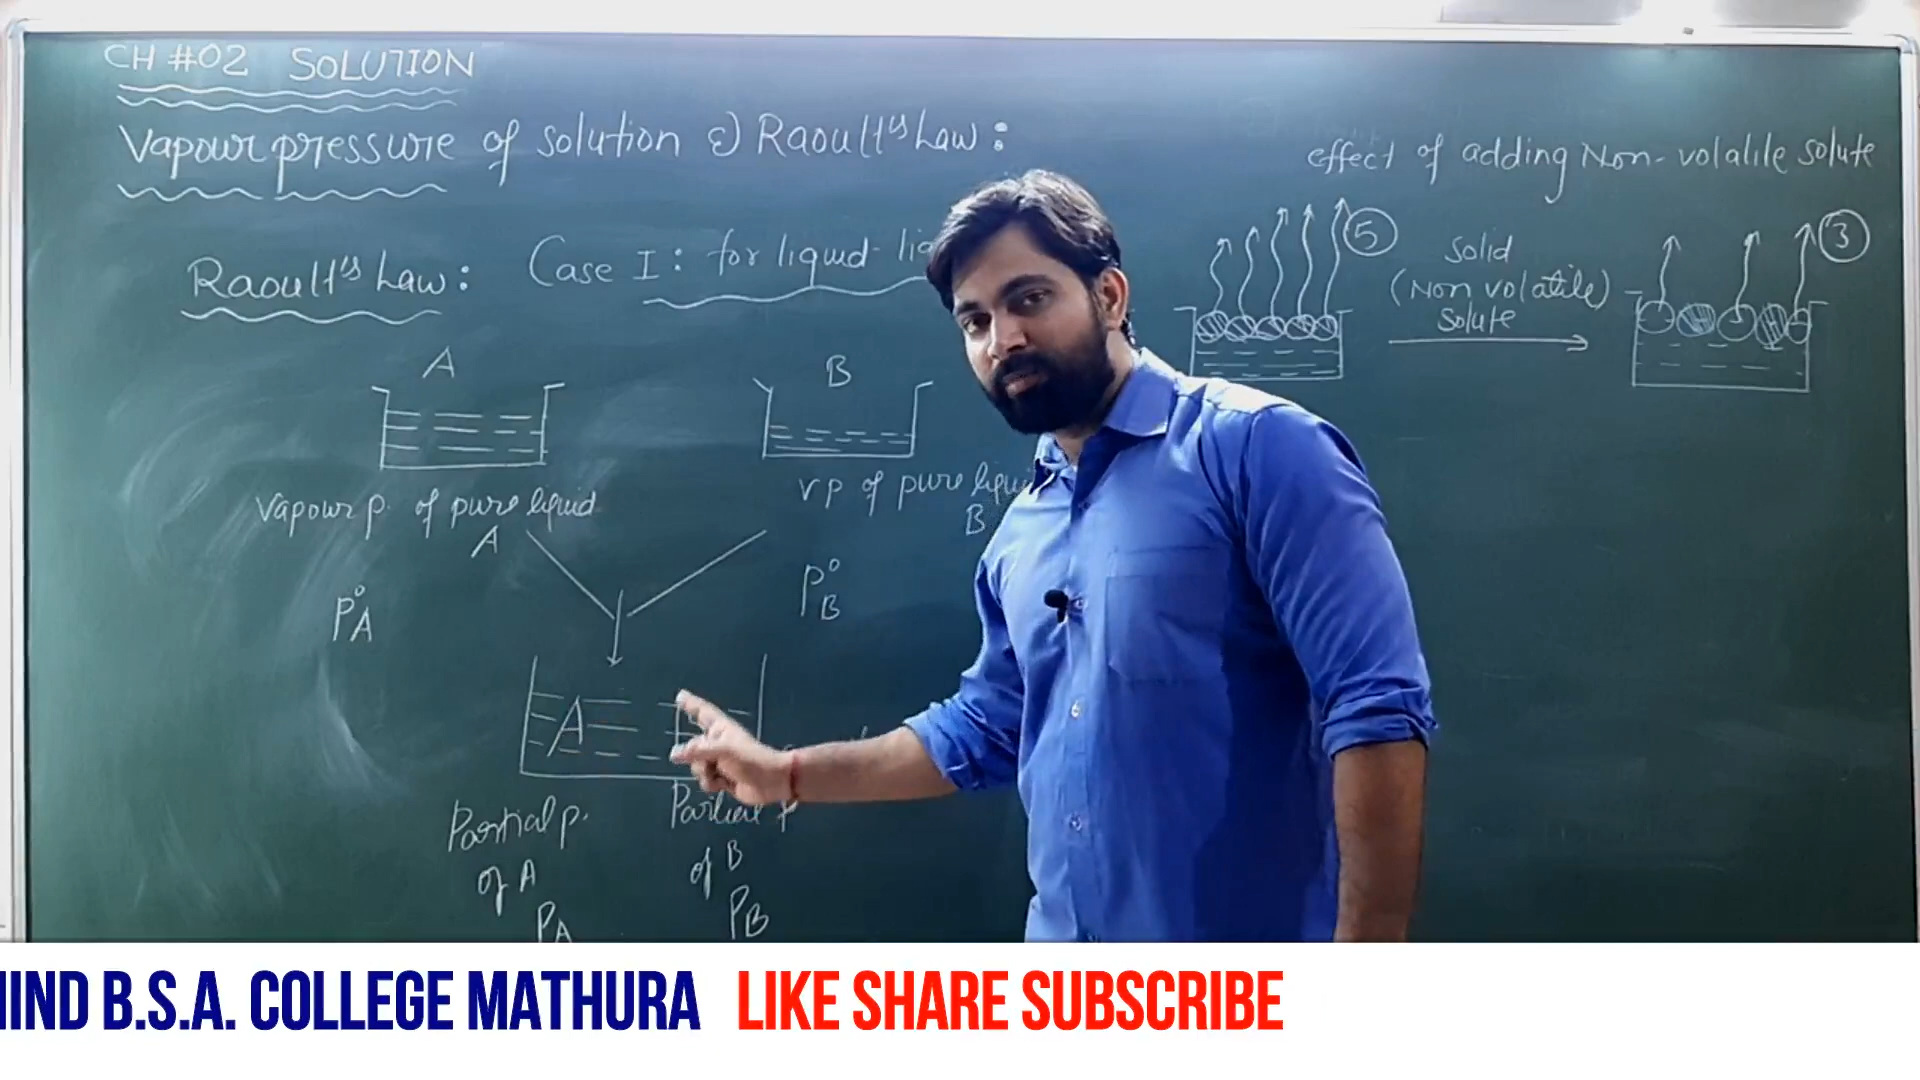 CH #02 SOLUTION
Vapour pressure of solution & Raoult's Law:
Raoult's Law: Case I: for liquid-
A
B
Vapour p. of pure liquid
A
P°A
vp of pure
B
P°B
A
Partial p.
of A
PA
Partial
of B
PB
effect of adding Non-volatile solute
5
Solid
(Non volatile)
Solute
3
B.S.A. COLLEGE MATHURA LIKE SHARE SUBSCRIBE